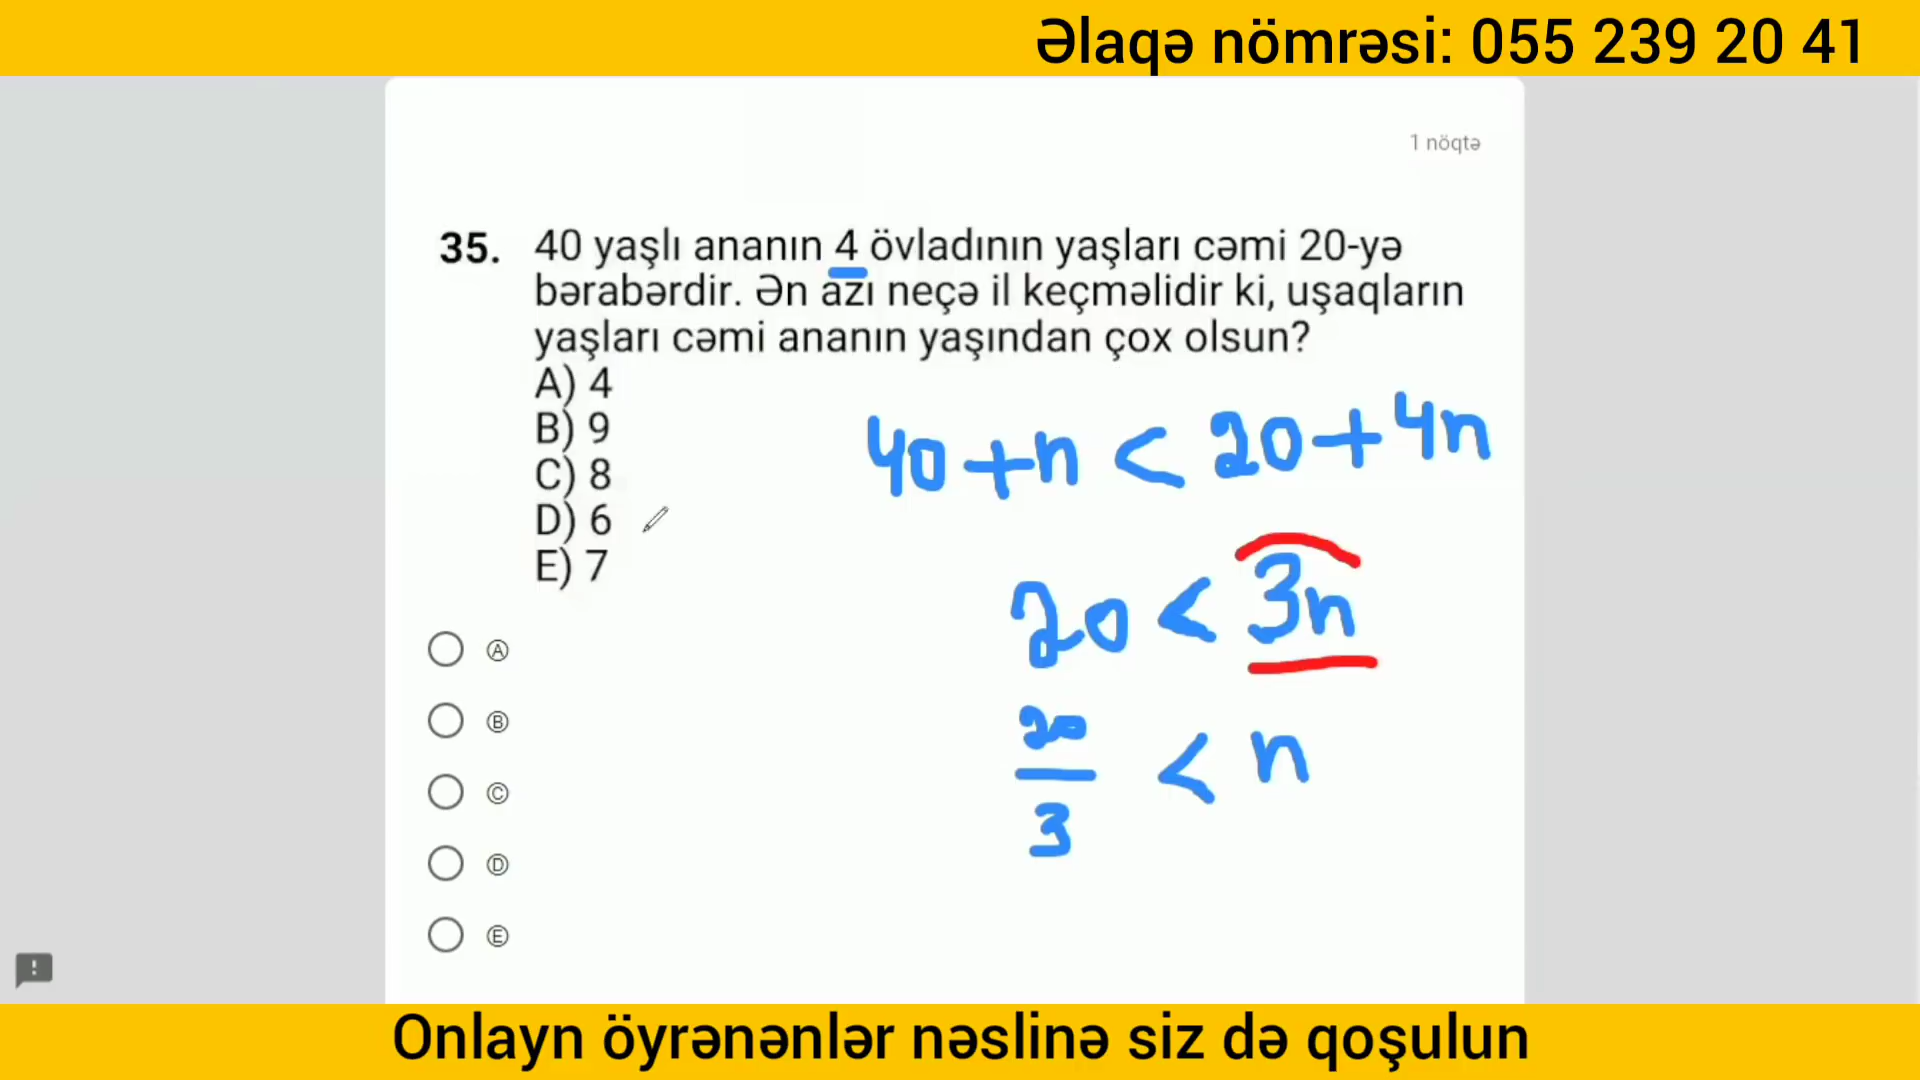 Əlaqə nömrəsi: 055 239 20 41
1 nöqtə
35. 40 yaşlı ananın 4 övladının yaşları cəmi 20-yə
bərabərdir. Ən azı neçə il keçməlidir ki, uşaqların
yaşları cəmi ananın yaşından çox olsun?
A) 4
B) 9
C) 8
D) 6
E) 7
40+n < 20+4n
20 < 3n
20/3 < n
Ⓐ
Ⓑ
Ⓒ
Ⓓ
Ⓔ
Onlayn öyrənənlər nəslinə siz də qoşulun